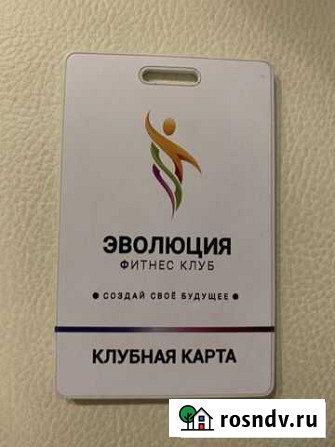 ЭВОЛЮЦИЯ
ФИТНЕС КЛУБ
• СОЗДАЙ СВОЁ БУДУЩЕЕ •
КЛУБНАЯ КАРТА
rosndv.ru